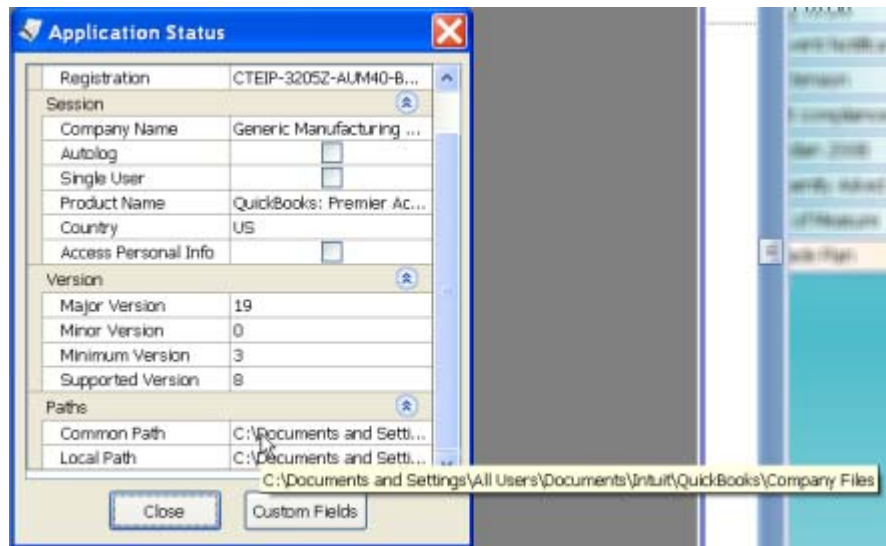 Application Status
Registration CTEIP-3205Z-AUM40-B...
Session
Company Name Generic Manufacturing ...
Autolog
Single User
Product Name QuickBooks: Premier Ac...
Country US
Access Personal Info
Version
Major Version 19
Minor Version 0
Minimum Version 3
Supported Version 8
Paths
Common Path C:\Documents and Setti...
Local Path C:\Documents and Setti...
C:\Documents and Settings\All Users\Documents\Intuit\QuickBooks\Company Files
Close Custom Fields